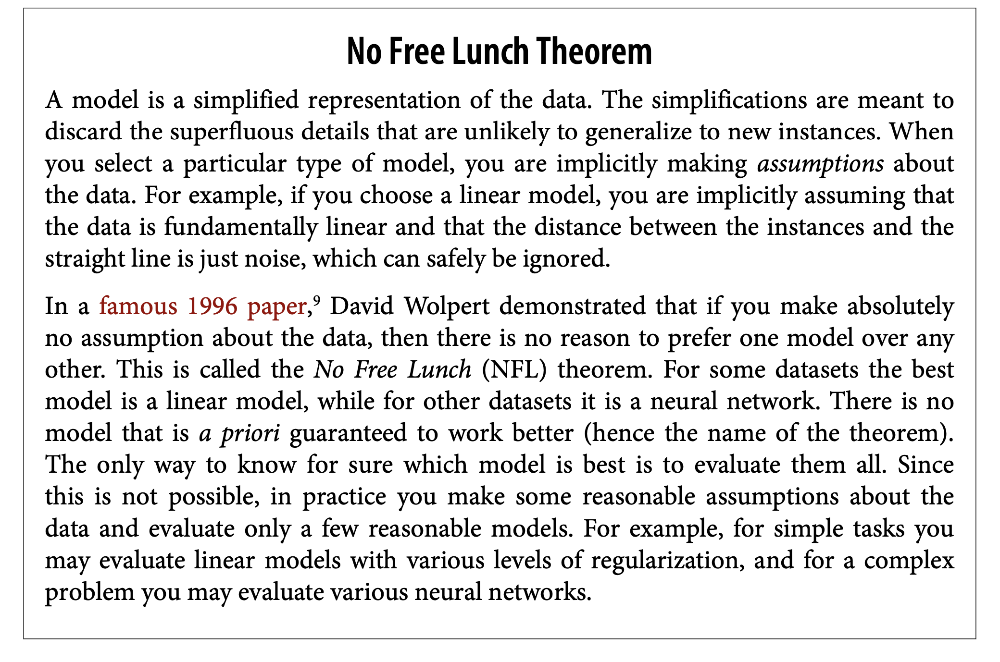 No Free Lunch Theorem
A model is a simplified representation of the data. The simplifications are meant to
discard the superfluous details that are unlikely to generalize to new instances. When
you select a particular type of model, you are implicitly making assumptions about
the data. For example, if you choose a linear model, you are implicitly assuming that
the data is fundamentally linear and that the distance between the instances and the
straight line is just noise, which can safely be ignored.
In a famous 1996 paper,⁹ David Wolpert demonstrated that if you make absolutely
no assumption about the data, then there is no reason to prefer one model over any
other. This is called the No Free Lunch (NFL) theorem. For some datasets the best
model is a linear model, while for other datasets it is a neural network. There is no
model that is a priori guaranteed to work better (hence the name of the theorem).
The only way to know for sure which model is best is to evaluate them all. Since
this is not possible, in practice you make some reasonable assumptions about the
data and evaluate only a few reasonable models. For example, for simple tasks you
may evaluate linear models with various levels of regularization, and for a complex
problem you may evaluate various neural networks.